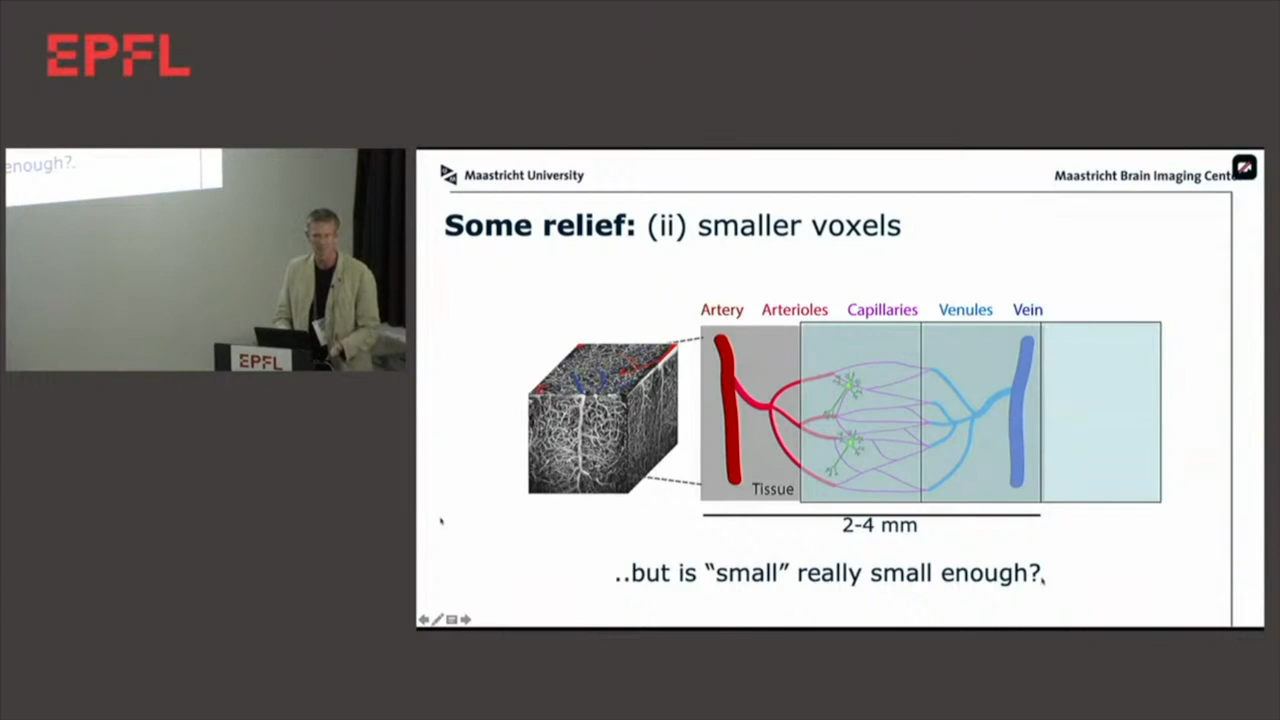 EPFL
enough?.
EPFL
Maastricht University
Maastricht Brain Imaging Cent
Some relief: (ii) smaller voxels
Artery Arterioles Capillaries Venules Vein
Tissue
2-4 mm
..but is “small” really small enough?.